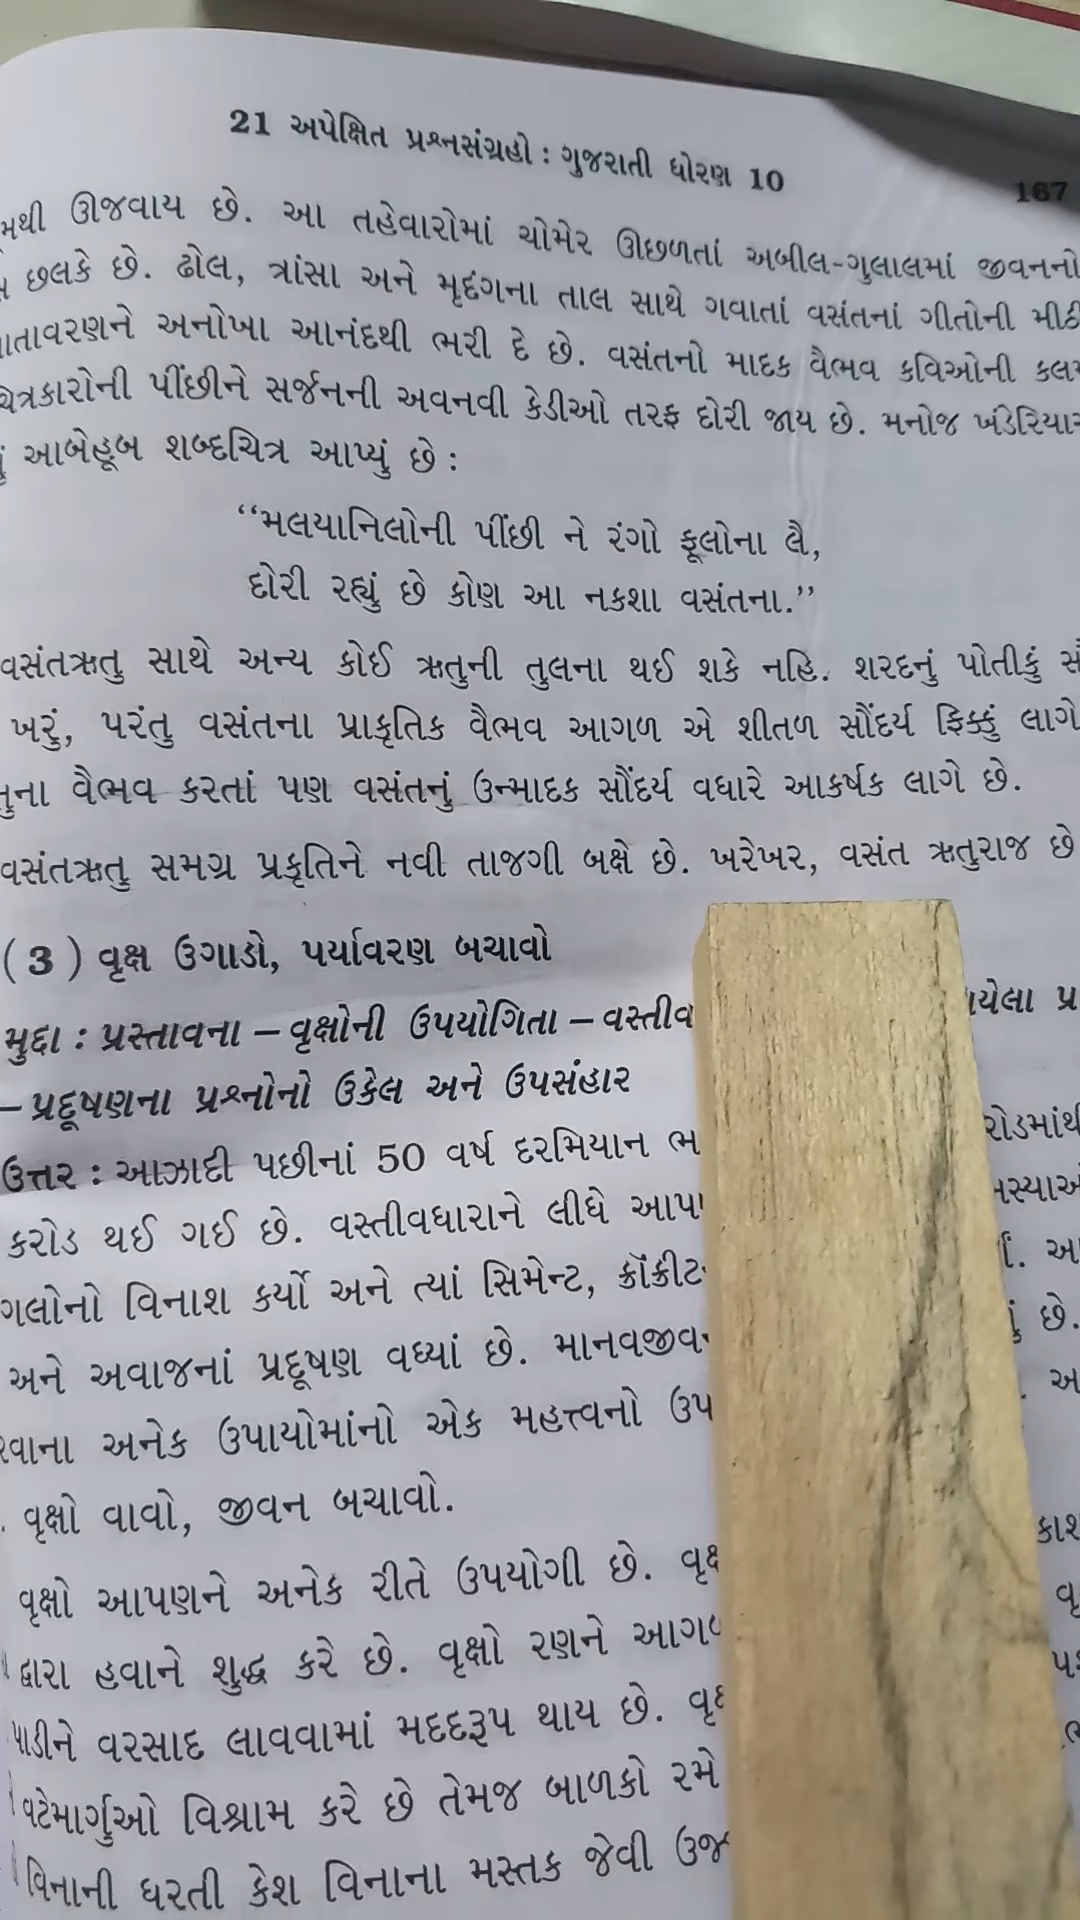 21 અપેક્ષિત પ્રશ્નસંગ્રહો : ગુજરાતી ધોરણ 10
167
ઊજવાય છે. આ તહેવારોમાં ચોમેર ઊછળતાં અબીલ-ગુલાલમાં જીવનનો
છલકે છે. ઢોલ, ત્રાંસા અને મૃદંગના તાલ સાથે ગવાતાં વસંતનાં ગીતોની
અનોખા આનંદથી ભરી દે છે. વસંતનો માદક વૈભવ કવિઓની
પીંછીને સર્જનની અવનવી કેડીઓ તરફ દોરી જાય છે. મનોજ
આબેહૂબ શબ્દચિત્ર આપ્યું છે :
“મલયાનિલોની પીંછી ને રંગો ફૂલોના લૈ,
દોરી રહ્યું છે કોણ આ નકશા વસંતના.”
વસંતઋતુ સાથે અન્ય કોઈ ઋતુની તુલના થઈ શકે નહિ. શરદનું પોતીકું
ખરું, પરંતુ વસંતના પ્રાકૃતિક વૈભવ આગળ એ શીતળ સૌંદર્ય ફિક્કું લાગે
વૈભવ કરતાં પણ વસંતનું ઉન્માદક સૌંદર્ય વધારે આકર્ષક લાગે છે.
વસંતઋતુ સમગ્ર પ્રકૃતિને નવી તાજગી બક્ષે છે. ખરેખર, વસંત ઋતુરાજ છે
(3) વૃક્ષ ઉગાડો, પર્યાવરણ બચાવો
મુદ્દા : પ્રસ્તાવના – વૃક્ષોની ઉપયોગિતા –
– પ્રદૂષણના પ્રશ્નોનો ઉકેલ અને ઉપસંહાર
ઉત્તર : આઝાદી પછીનાં 50 વર્ષ દરમિયાન
કરોડ થઈ ગઈ છે. વસ્તીવધારાને લીધે
વિનાશ કર્યો અને ત્યાં સિમેન્ટ, છે.
અને અવાજનાં પ્રદૂષણ વધ્યાં છે.
અનેક ઉપાયોમાંનો એક મહત્ત્વનો
વૃક્ષો વાવો, જીવન બચાવો.
વૃક્ષો આપણને અનેક રીતે ઉપયોગી છે.
દ્વારા હવાને શુદ્ધ કરે છે. વૃક્ષો રણને
વરસાદ લાવવામાં મદદરૂપ થાય છે.
વટેમાર્ગુઓ વિશ્રામ કરે છે તેમજ બાળકો રમે
વિનાની ધરતી કેશ વિનાના મસ્તક જેવી